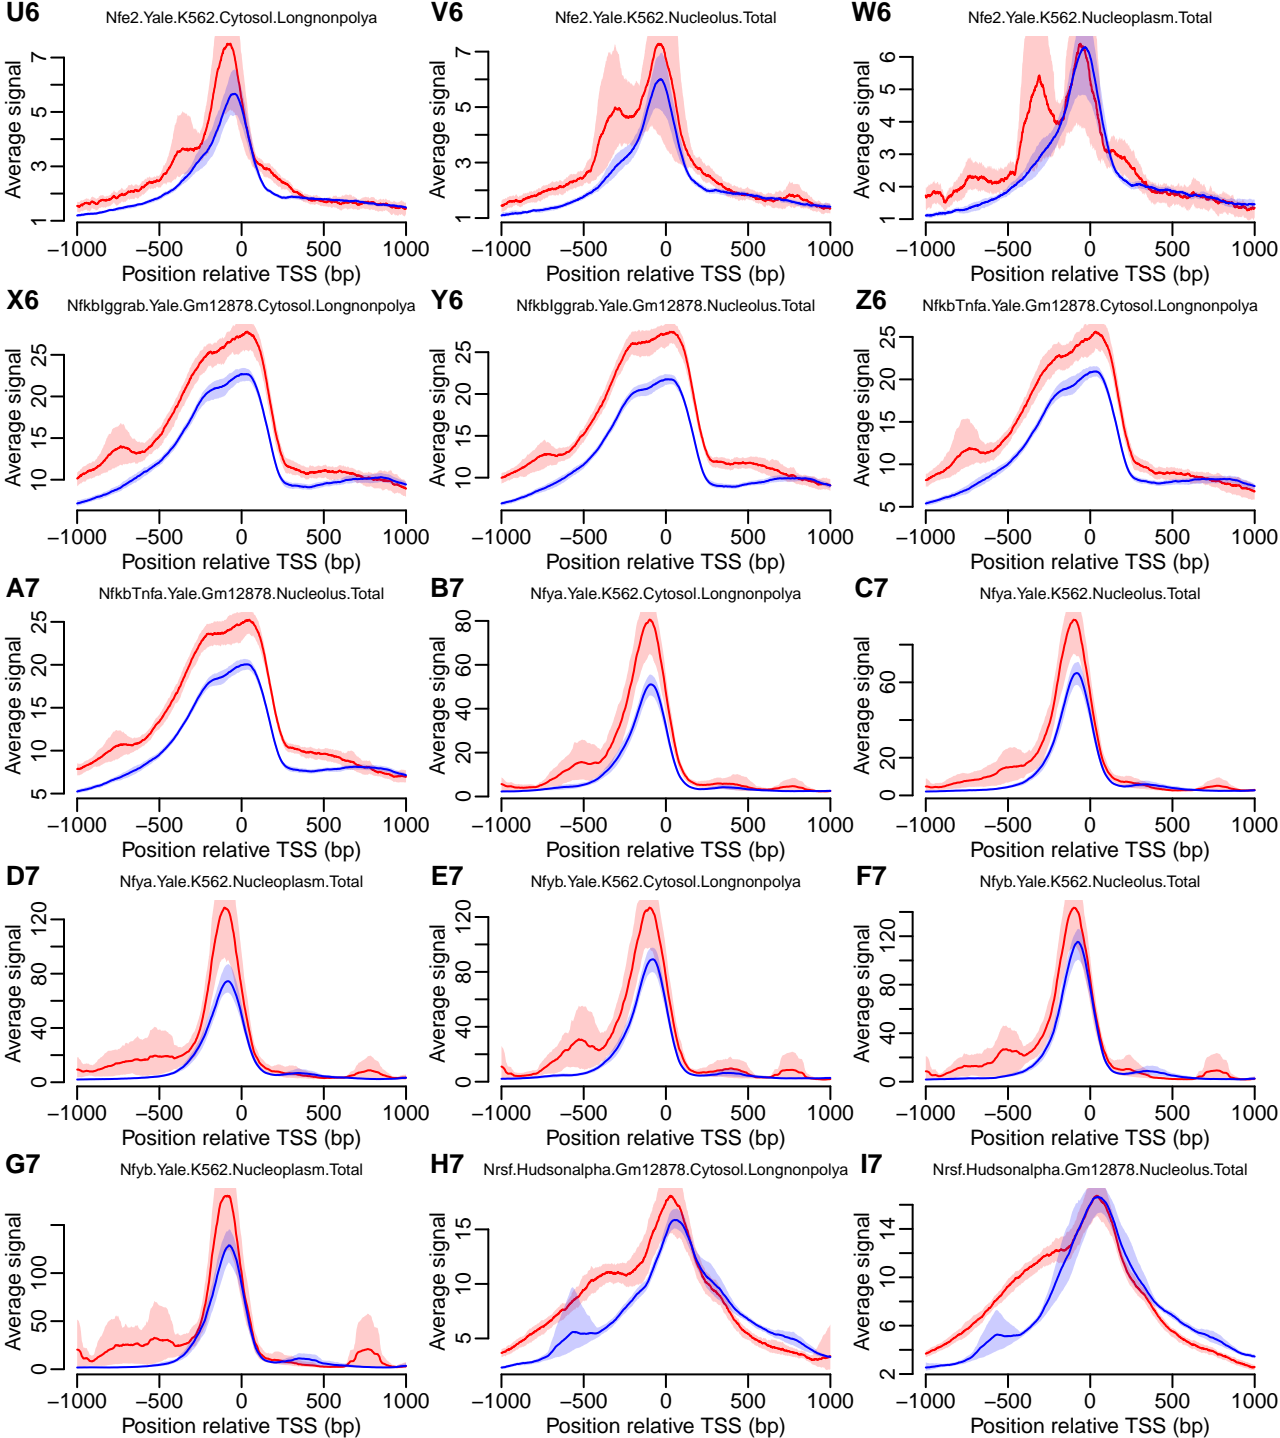 U6 Nfe2.Yale.K562.Cytosol.Longnonpolya
Average signal
1 3 5 7
−1000 −500 0 500 1000
Position relative TSS (bp)
V6 Nfe2.Yale.K562.Nucleolus.Total
Average signal
1 3 5 7
−1000 −500 0 500 1000
Position relative TSS (bp)
W6 Nfe2.Yale.K562.Nucleoplasm.Total
Average signal
1 2 3 4 5 6
−1000 −500 0 500 1000
Position relative TSS (bp)
X6 NfkbIggrab.Yale.Gm12878.Cytosol.Longnonpolya
Average signal
10 15 20 25
−1000 −500 0 500 1000
Position relative TSS (bp)
Y6 NfkbIggrab.Yale.Gm12878.Nucleolus.Total
Average signal
10 15 20 25
−1000 −500 0 500 1000
Position relative TSS (bp)
Z6 NfkbTnfa.Yale.Gm12878.Cytosol.Longnonpolya
Average signal
5 10 15 20 25
−1000 −500 0 500 1000
Position relative TSS (bp)
A7 NfkbTnfa.Yale.Gm12878.Nucleolus.Total
Average signal
5 10 15 20 25
−1000 −500 0 500 1000
Position relative TSS (bp)
B7 Nfya.Yale.K562.Cytosol.Longnonpolya
Average signal
0 20 40 60 80
−1000 −500 0 500 1000
Position relative TSS (bp)
C7 Nfya.Yale.K562.Nucleolus.Total
Average signal
0 20 60
−1000 −500 0 500 1000
Position relative TSS (bp)
D7 Nfya.Yale.K562.Nucleoplasm.Total
Average signal
0 40 80 120
−1000 −500 0 500 1000
Position relative TSS (bp)
E7 Nfyb.Yale.K562.Cytosol.Longnonpolya
Average signal
0 40 80 120
−1000 −500 0 500 1000
Position relative TSS (bp)
F7 Nfyb.Yale.K562.Nucleolus.Total
Average signal
0 40 80 120
−1000 −500 0 500 1000
Position relative TSS (bp)
G7 Nfyb.Yale.K562.Nucleoplasm.Total
Average signal
0 50 100
−1000 −500 0 500 1000
Position relative TSS (bp)
H7 Nrsf.Hudsonalpha.Gm12878.Cytosol.Longnonpolya
Average signal
5 10 15
−1000 −500 0 500 1000
Position relative TSS (bp)
I7 Nrsf.Hudsonalpha.Gm12878.Nucleolus.Total
Average signal
2 6 10 14
−1000 −500 0 500 1000
Position relative TSS (bp)